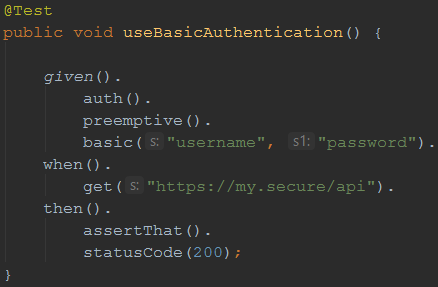 @Test
public void useBasicAuthentication() {
given().
auth().
preemptive().
basic( s: "username", s1: "password").
when().
get( s: "https://my.secure/api").
then().
assertThat().
statusCode(200);
}